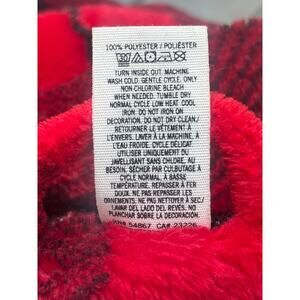 100% POLYESTER / POLIÉSTER
30
TURN INSIDE OUT. MACHINE
WASH COLD, GENTLE CYCLE. ONLY
NON-CHLORINE BLEACH
WHEN NEEDED. TUMBLE DRY
NORMAL CYCLE LOW HEAT. COOL
IRON. DO NOT IRON ON
DECORATION. DO NOT DRY CLEAN./
RETOURNER LE VÊTEMENT À
L'ENVERS. LAVER À LA MACHINE, À
L'EAU FROIDE. CYCLE DÉLICAT
UTILISER UNIQUEMENT DU
JAVELLISANT SANS CHLORE, AU
BESOIN. SÉCHER PAR CULBUTAGE À
CYCLE NORMAL, À BASSE
TEMPÉRATURE. REPASSER À FER
DOUX. NE PAS REPASSER LES
ORNEMENTS. NE PAS NETTOYER À SEC./
LAVAR DEL LADO DEL REVÉS. NO
PLANCHAR SOBRE LA DECORACIÓN.
RN# 54867 CA# 23226